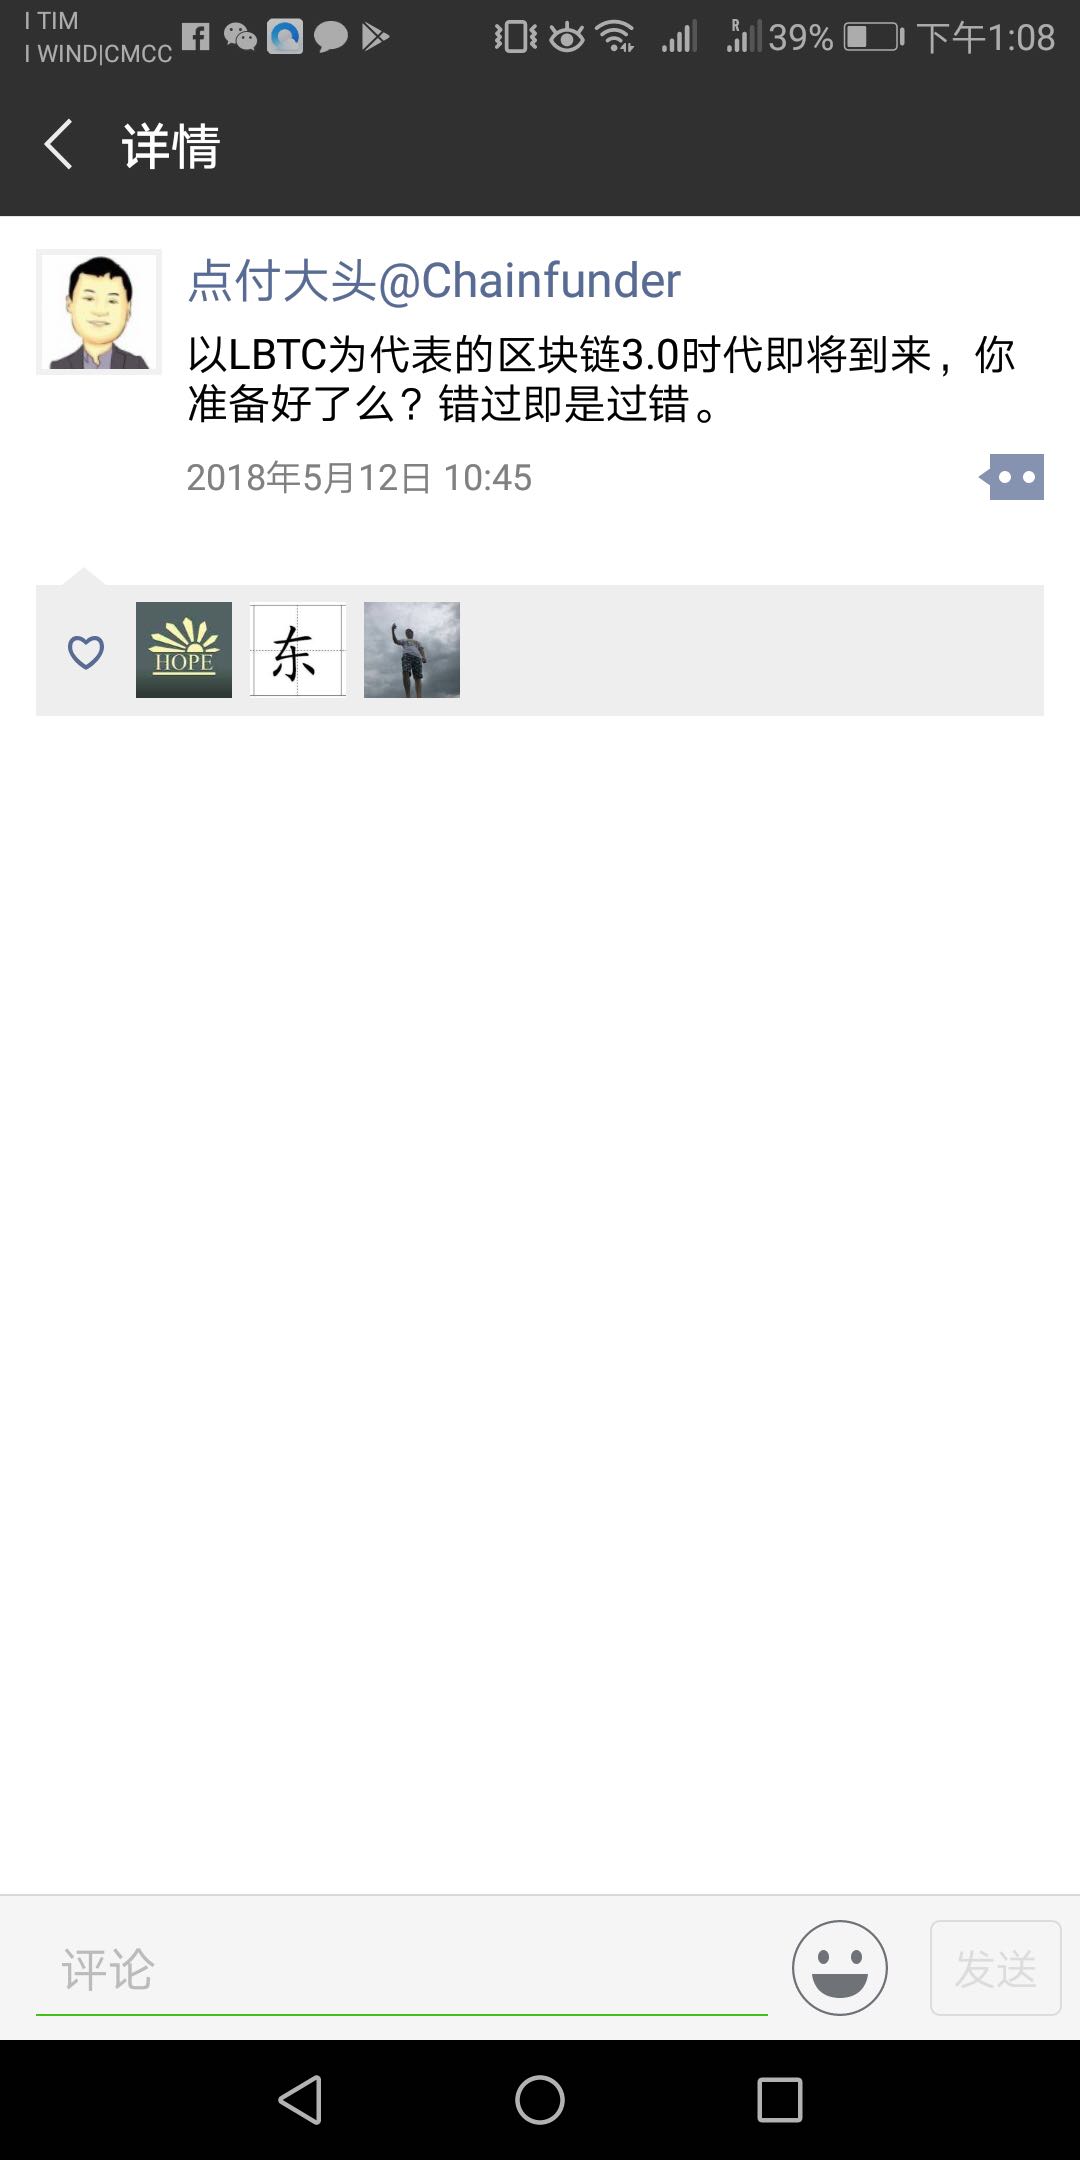 I TIM
I WIND|CMCC
R
39%
下午1:08
详情
点付大头@Chainfunder
以LBTC为代表的区块链3.0时代即将到来，你
准备好了么？错过即是过错。
2018年5月12日 10:45
HOPE
东
评论
发送